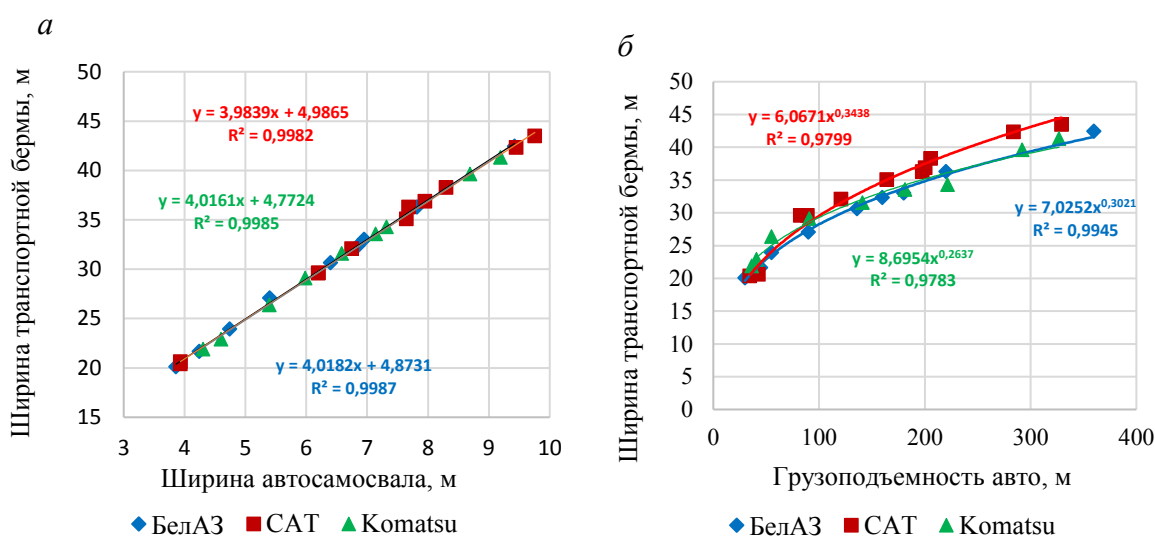 а
Ширина транспортной бермы, м
50
45
40
35
30
25
20
15
y = 3,9839x + 4,9865
R² = 0,9982
y = 4,0161x + 4,7724
R² = 0,9985
y = 4,0182x + 4,8731
R² = 0,9987
3 4 5 6 7 8 9 10
Ширина автосамосвала, м
БелАЗ CAT Komatsu
б
Ширина транспортной бермы, м
50
45
40
35
30
25
20
15
10
5
0
y = 6,0671x^0,3438
R² = 0,9799
y = 7,0252x^0,3021
R² = 0,9945
y = 8,6954x^0,2637
R² = 0,9783
0 100 200 300 400
Грузоподъемность авто, м
БелАЗ CAT Komatsu